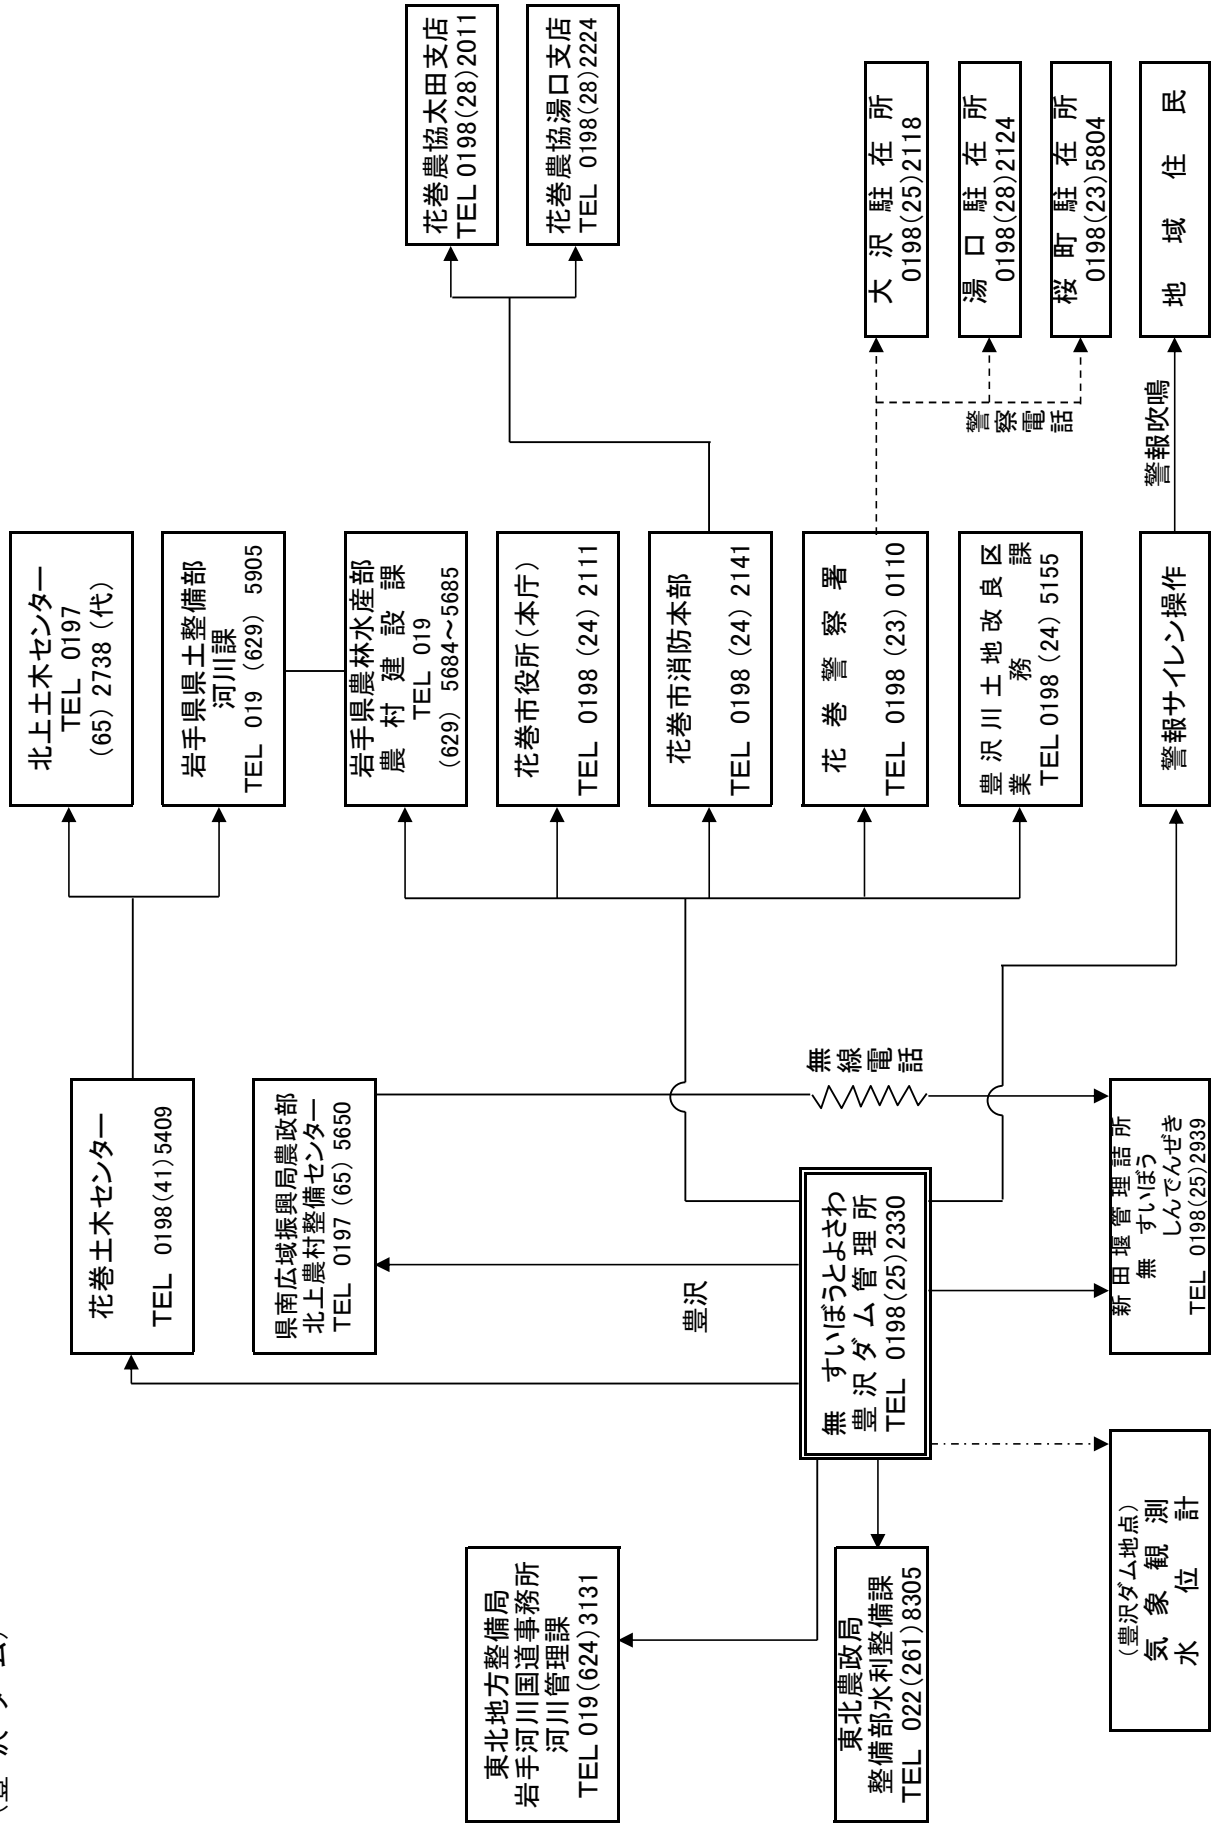 (豊 沢 ダ ム)
東北地方整備局
岩手河川国道事務所
河川管理課
TEL 019(624)3131
東北農政局
整備部水利整備課
TEL 022(261)8305
(豊沢ダム地点)
気 象 観 測
水 位 計
花巻土木センター
TEL 0198(41)5409
県南広域振興局農政部
北上農村整備センター
TEL 0197 (65) 5650
豊沢
無 すいぼうとよさわ
豊 沢 ダ ム 管 理 所
TEL 0198(25)2330
無
線
電
話
新 田 堰 管 理 詰 所
無 すいぼう
しんでんぜき
TEL 0198(25)2939
北上土木センター
TEL 0197
(65) 2738 (代)
岩手県県土整備部
河川課
TEL 019 (629) 5905
岩手県農林水産部
農 村 建 設 課
TEL 019
(629) 5684～5685
花巻市役所(本庁)
TEL 0198 (24) 2111
花巻市消防本部
TEL 0198 (24) 2141
花 巻 警 察 署
TEL 0198 (23) 0110
豊 沢 川 土 地 改 良 区
業 務 課
TEL 0198 (24) 5155
警報サイレン操作
警報吹鳴
警
察
電
話
花巻農協太田支店
TEL 0198(28)2011
花巻農協湯口支店
TEL 0198(28)2224
大 沢 駐 在 所
0198(25)2118
湯 口 駐 在 所
0198(28)2124
桜 町 駐 在 所
0198(23)5804
地 域 住 民